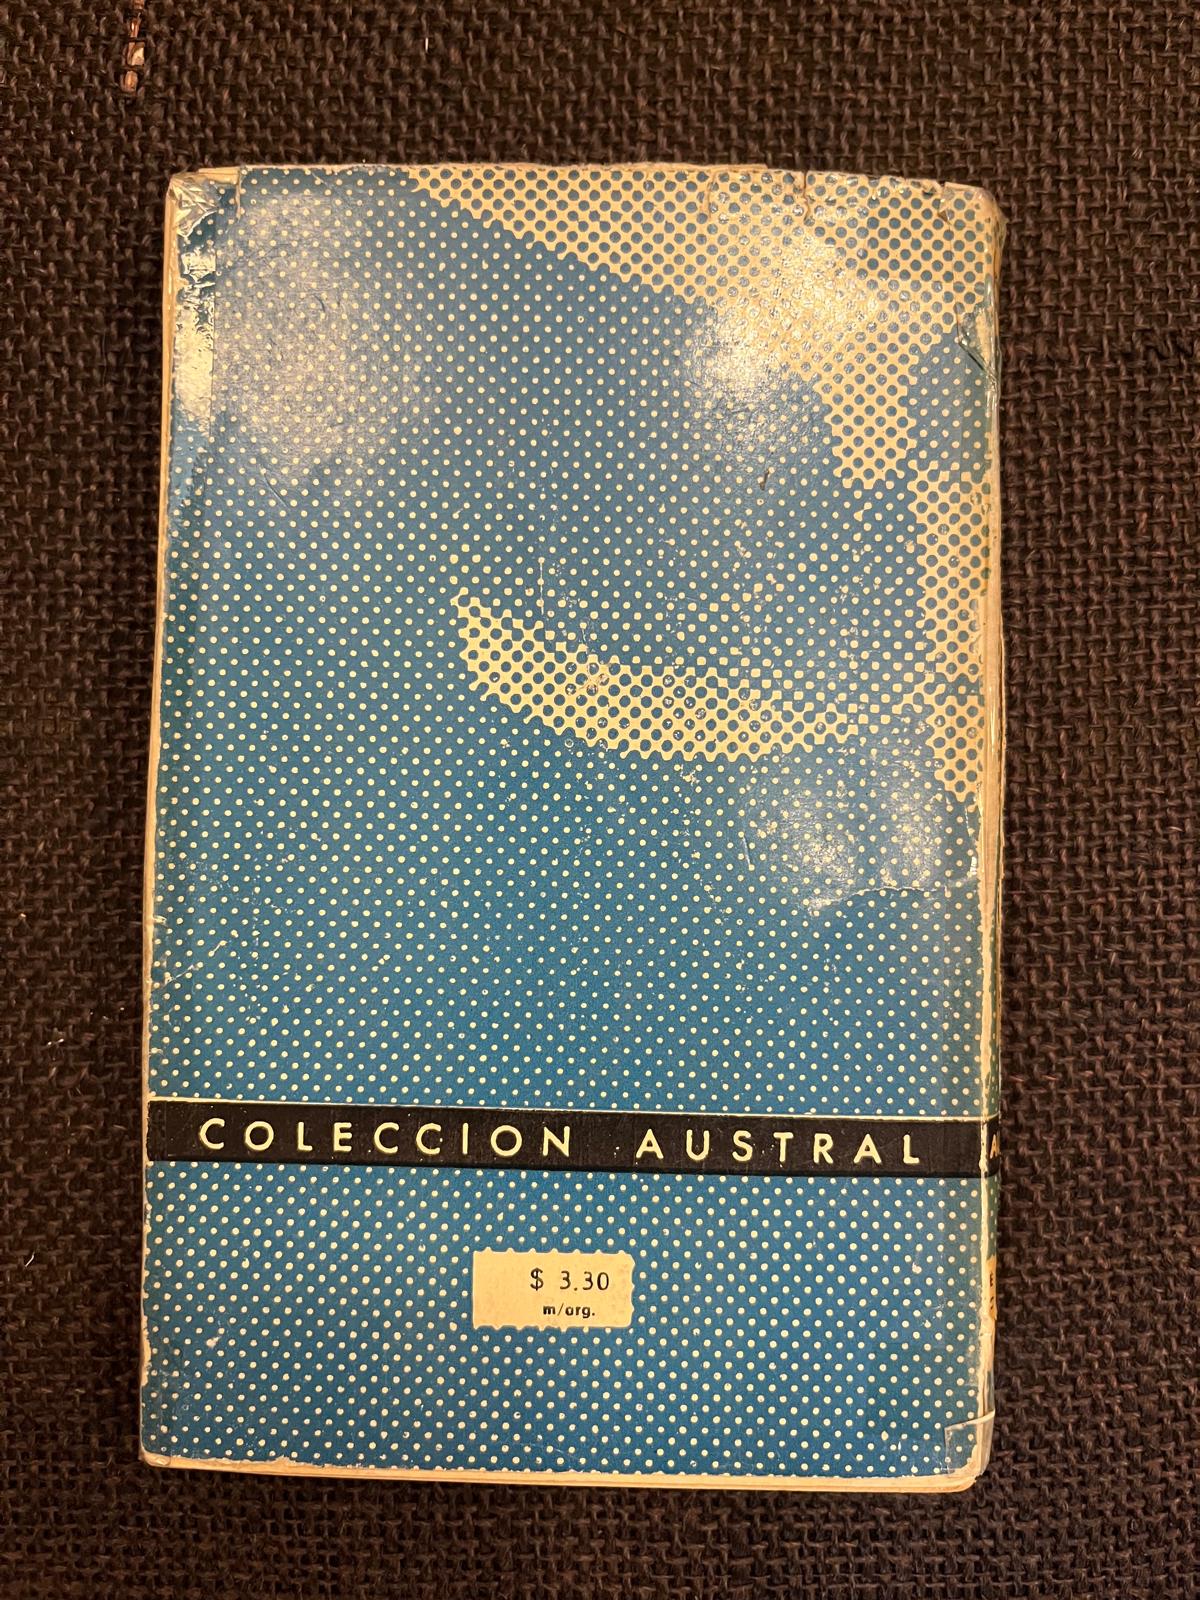 COLECCION AUSTRAL
$ 3.30
m/arg.